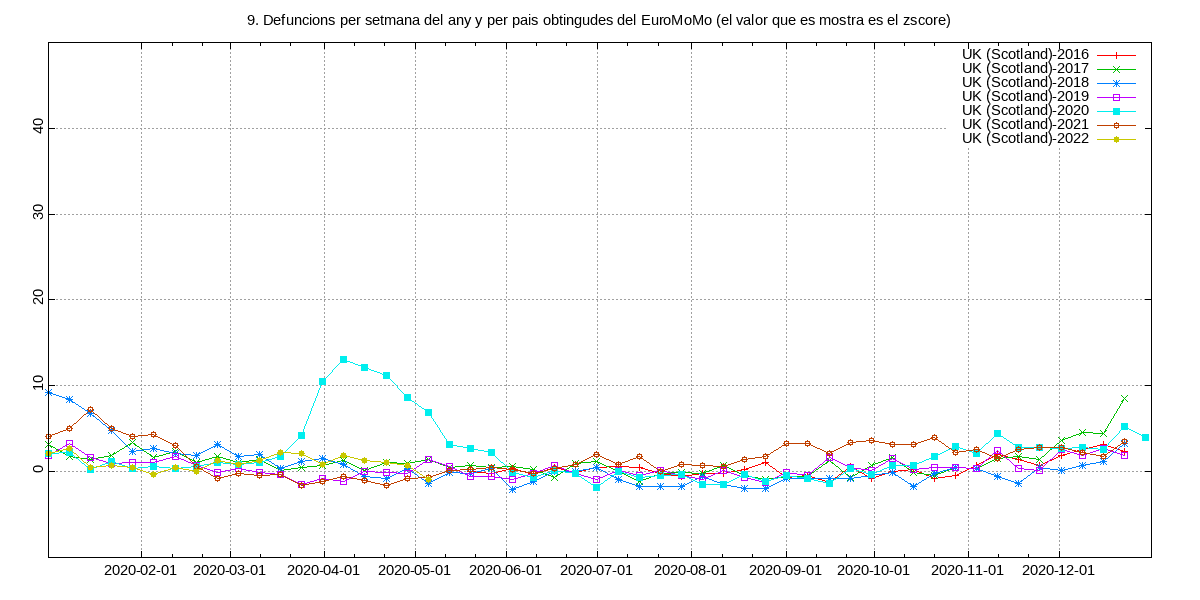 9. Defuncions per setmana del any y per pais obtingudes del EuroMoMo (el valor que es mostra es el zscore)
UK (Scotland)-2016
UK (Scotland)-2017
UK (Scotland)-2018
UK (Scotland)-2019
UK (Scotland)-2020
UK (Scotland)-2021
UK (Scotland)-2022
40
30
20
10
0
2020-02-01 2020-03-01 2020-04-01 2020-05-01 2020-06-01 2020-07-01 2020-08-01 2020-09-01 2020-10-01 2020-11-01 2020-12-01